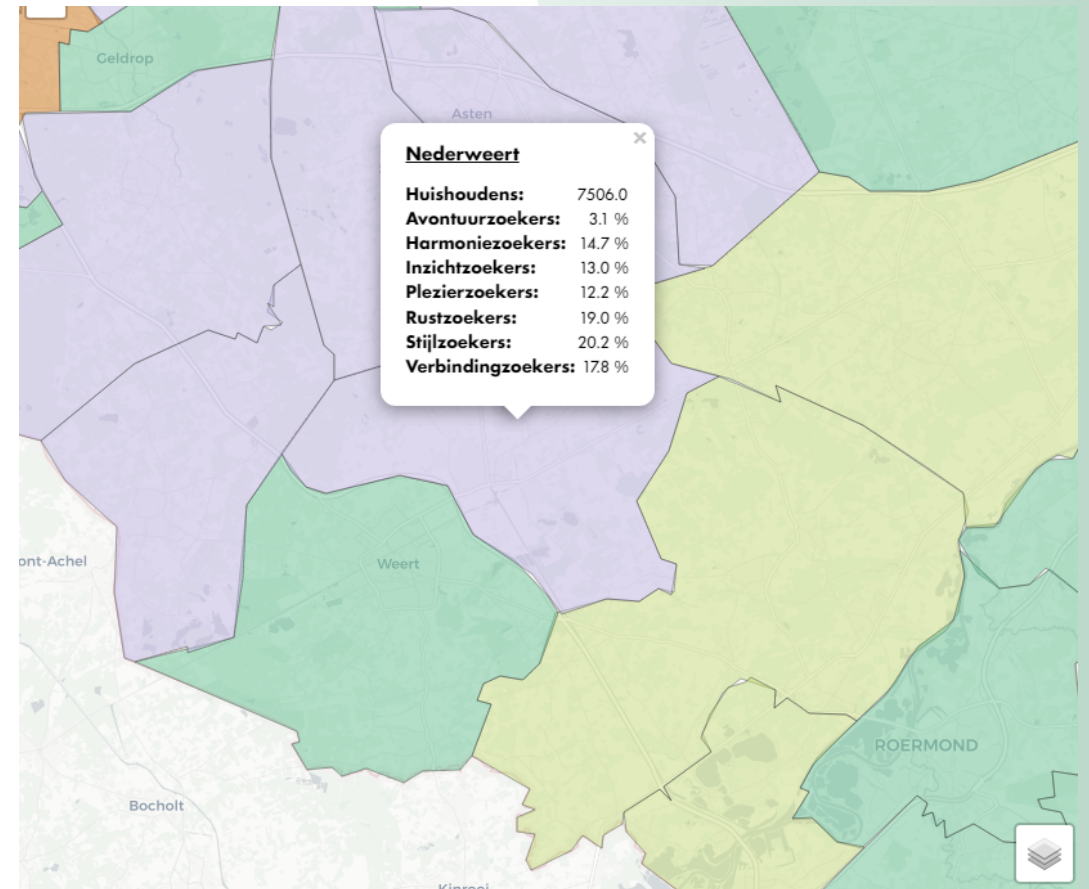 Geldrop
Asten
×
Nederweert
Huishoudens: 7506.0
Avontuurzoekers: 3.1 %
Harmoniezoekers: 14.7 %
Inzichtzoekers: 13.0 %
Plezierzoekers: 12.2 %
Rustzoekers: 19.0 %
Stijlzoekers: 20.2 %
Verbindingzoekers: 17.8 %
ont-Achel
Weert
ROERMOND
Bocholt
Kinrooi